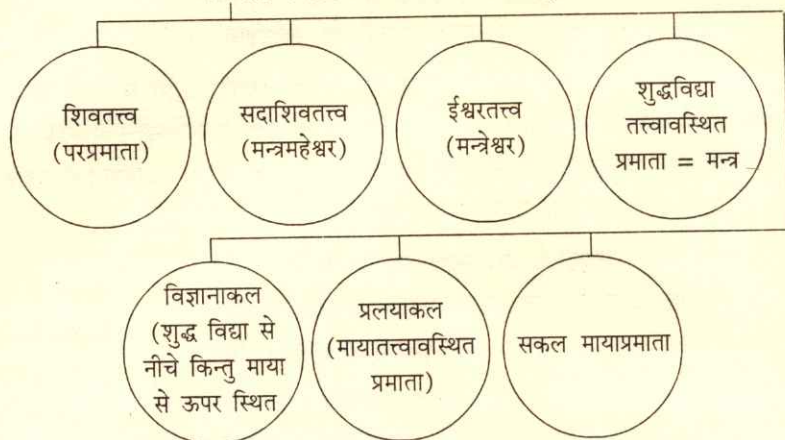 शिवतत्त्व
(परप्रमाता)
सदाशिवतत्त्व
(मन्त्रमहेश्वर)
ईश्वरतत्त्व
(मन्त्रेश्वर)
शुद्धविद्या
तत्त्वावस्थित
प्रमाता = मन्त्र
विज्ञानाकल
(शुद्ध विद्या से
नीचे किन्तु माया
से ऊपर स्थित
प्रलयाकल
(मायातत्त्वावस्थित
प्रमाता)
सकल मायाप्रमाता